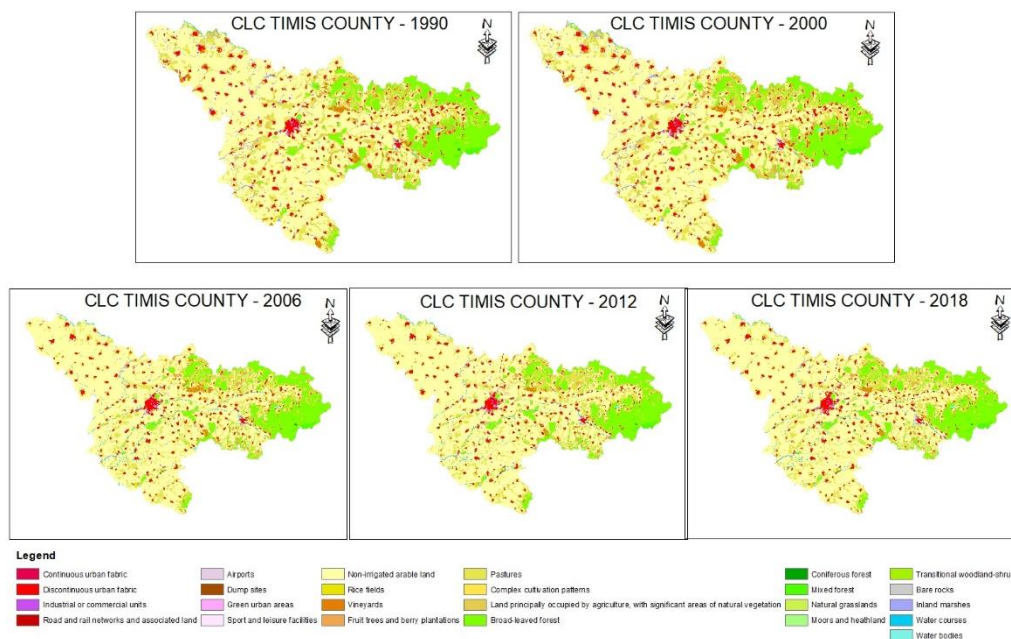 CLC TIMIS COUNTY - 1990
N
CLC TIMIS COUNTY - 2000
N
CLC TIMIS COUNTY - 2006
N
CLC TIMIS COUNTY - 2012
N
CLC TIMIS COUNTY - 2018
N
Legend
Continuous urban fabric
Discontinuous urban fabric
Industrial or commercial units
Road and rail networks and associated land
Airports
Dump sites
Green urban areas
Sport and leisure facilities
Non-irrigated arable land
Rice fields
Vineyards
Fruit trees and berry plantations
Pastures
Complex cultivation patterns
Land principally occupied by agriculture, with significant areas of natural vegetation
Broad-leaved forest
Coniferous forest
Mixed forest
Natural grasslands
Moors and heathland
Transitional woodland-shru
Bare rocks
Inland marshes
Water courses
Water bodies